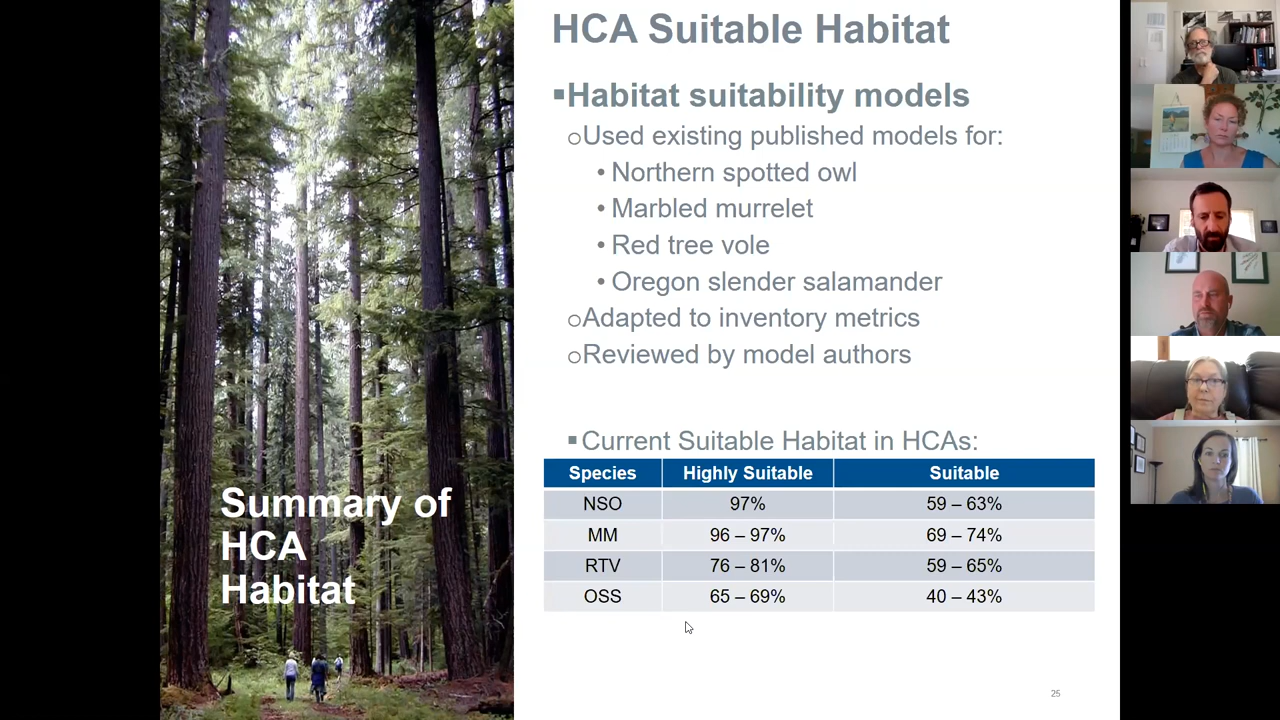 HCA Suitable Habitat
▪Habitat suitability models
oUsed existing published models for:
• Northern spotted owl
• Marbled murrelet
• Red tree vole
• Oregon slender salamander
oAdapted to inventory metrics
oReviewed by model authors
▪Current Suitable Habitat in HCAs:
Species Highly Suitable Suitable
NSO 97% 59 – 63%
MM 96 – 97% 69 – 74%
RTV 76 – 81% 59 – 65%
OSS 65 – 69% 40 – 43%
Summary of
HCA
Habitat
25